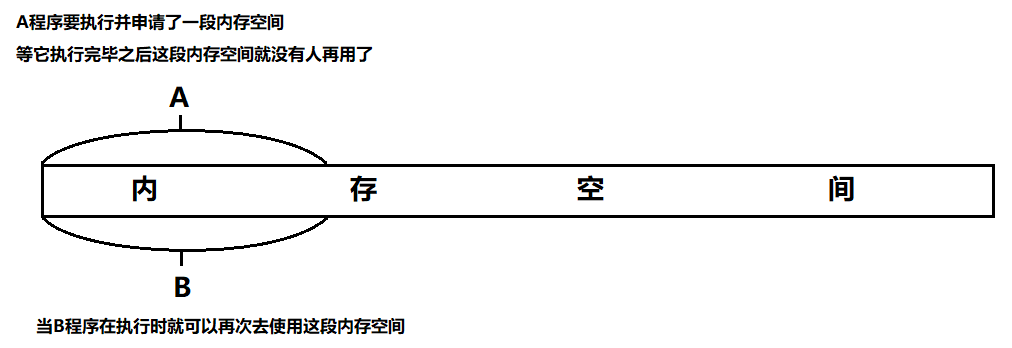 A程序要执行并申请了一段内存空间
等它执行完毕之后这段内存空间就没有人再用了
A
内 存 空 间
B
当B程序在执行时就可以再次去使用这段内存空间